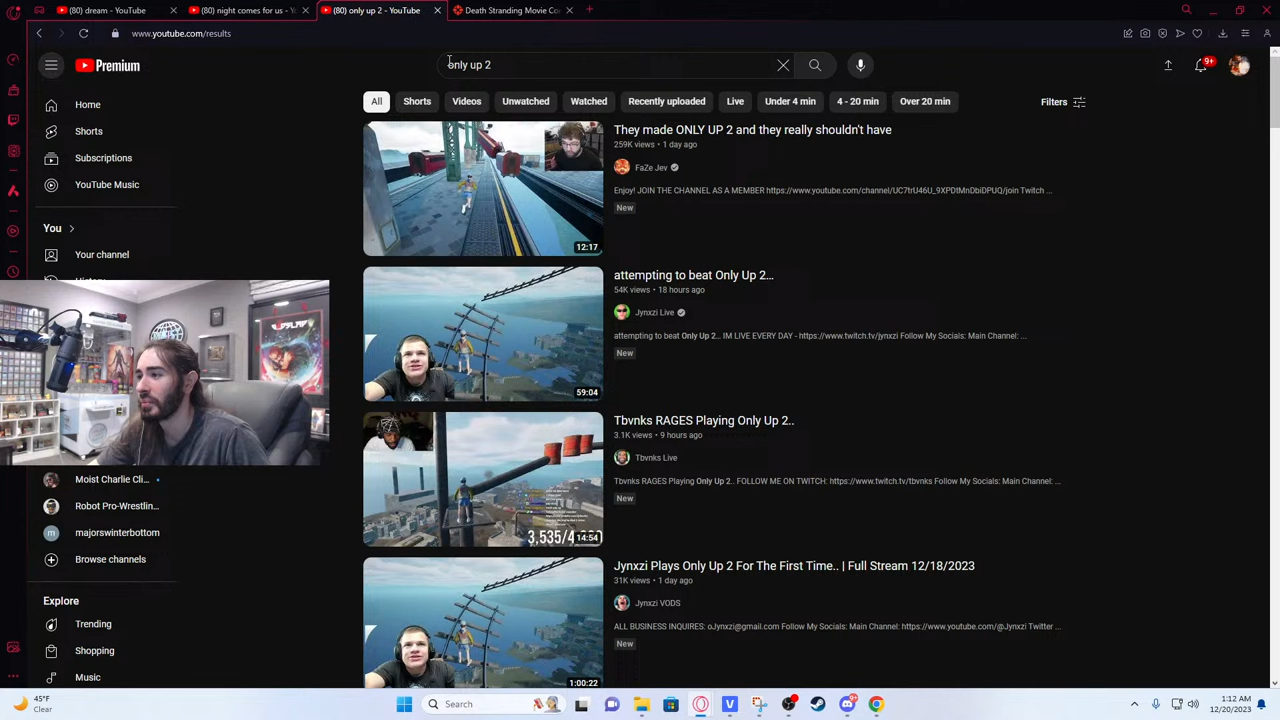 (80) dream - YouTube
(80) night comes for us - Y
(80) only up 2 - YouTube
Death Stranding Movie Co
www.youtube.com/results
Premium
only up 2
9+
All
Shorts
Videos
Unwatched
Watched
Recently uploaded
Live
Under 4 min
4 - 20 min
Over 20 min
Filters
Home
Shorts
Subscriptions
YouTube Music
You
Your channel
Moist Charlie Cli...
Robot Pro-Wrestlin...
majorswinterbottom
Browse channels
Explore
Trending
Shopping
Music
They made ONLY UP 2 and they really shouldn't have
259K views • 1 day ago
FaZe Jev
Enjoy! JOIN THE CHANNEL AS A MEMBER https://www.youtube.com/channel/UC7trU46U_9XPDtMnDbiDPUQ/join Twitch ...
New
12:17
attempting to beat Only Up 2...
54K views • 18 hours ago
Jynxzi Live
attempting to beat Only Up 2.. IM LIVE EVERY DAY - https://www.twitch.tv/jynxzi Follow My Socials: Main Channel: ...
New
59:04
Tbvnks RAGES Playing Only Up 2..
3.1K views • 9 hours ago
Tbvnks Live
Tbvnks RAGES Playing Only Up 2.. FOLLOW ME ON TWITCH: https://www.twitch.tv/tbvnks Follow My Socials: Main Channel: ...
New
14:54
Jynxzi Plays Only Up 2 For The First Time.. | Full Stream 12/18/2023
31K views • 1 day ago
Jynxzi VODS
ALL BUSINESS INQUIRES: oJynxzi@gmail.com Follow My Socials: Main Channel: https://www.youtube.com/@Jynxzi Twitter ...
New
1:00:22
45°F
Clear
Search
1:12 AM
12/20/2023